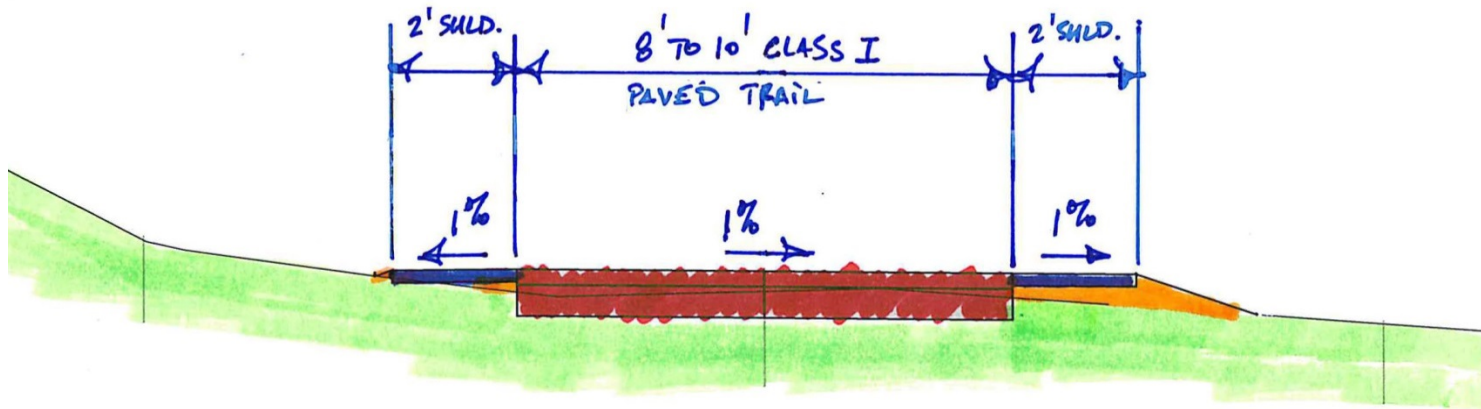 2' SHLD.
8' TO 10' CLASS I
PAVED TRAIL
2' SHLD.
1%
1%
1%